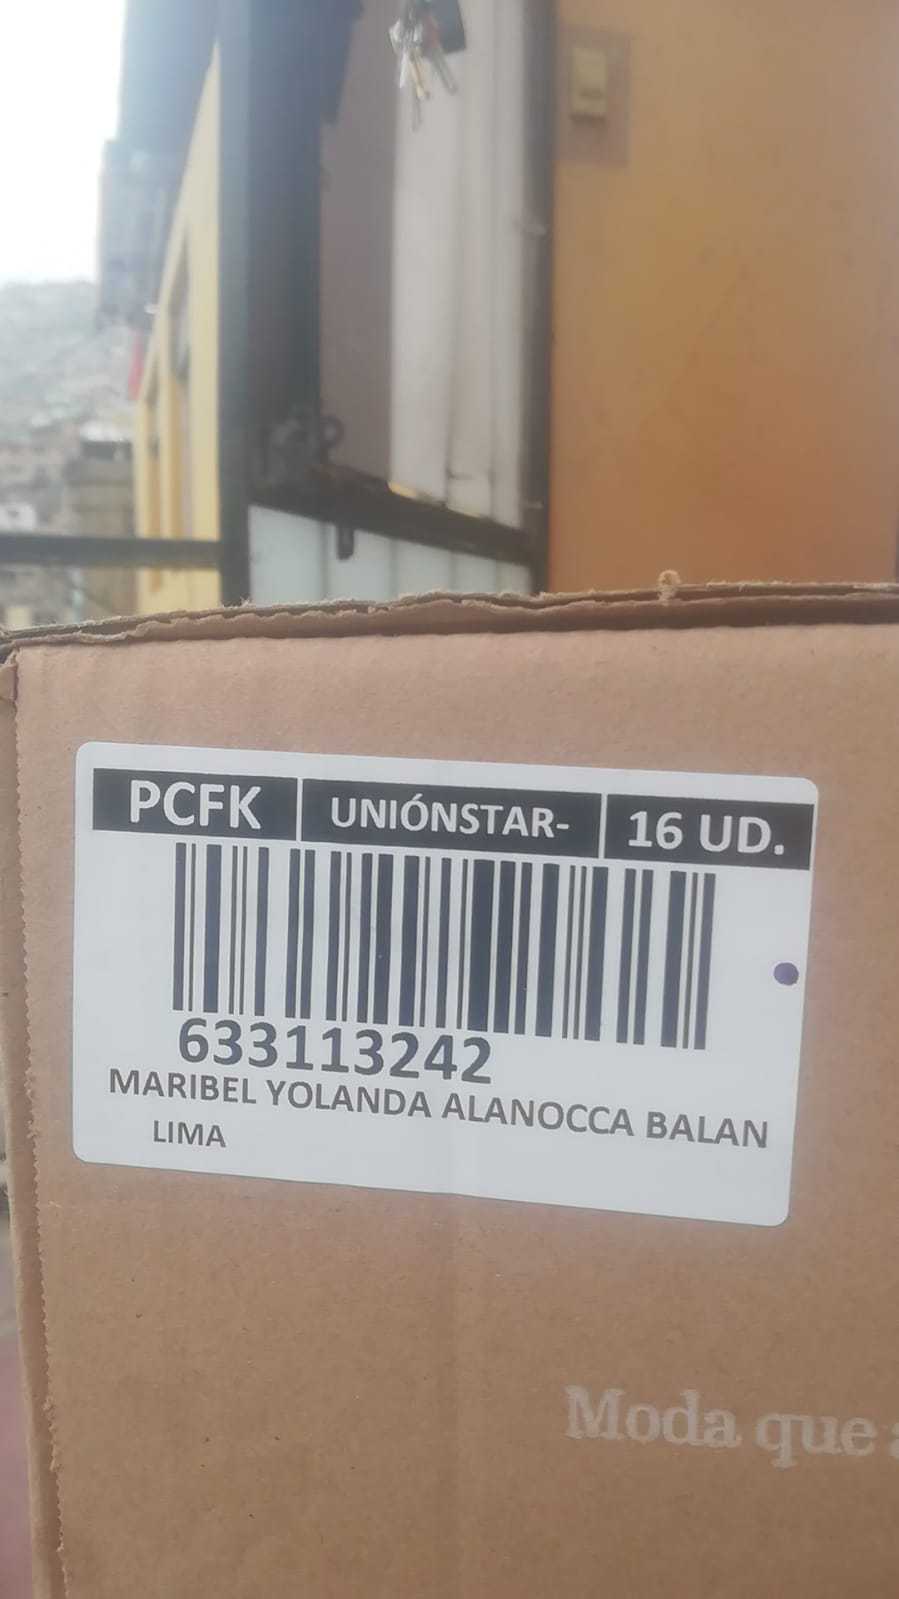 PCFK UNIÓNSTAR- 16 UD.
633113242
MARIBEL YOLANDA ALANOCCA BALAN
LIMA
Moda que